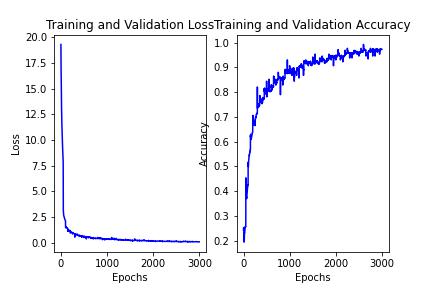 Training and Validation Loss
20.0
17.5
15.0
12.5
10.0
7.5
5.0
2.5
0.0
Loss
0 1000 2000 3000
Epochs
Training and Validation Accuracy
1.0
0.9
0.8
0.7
0.6
0.5
0.4
0.3
0.2
Accuracy
0 1000 2000 3000
Epochs